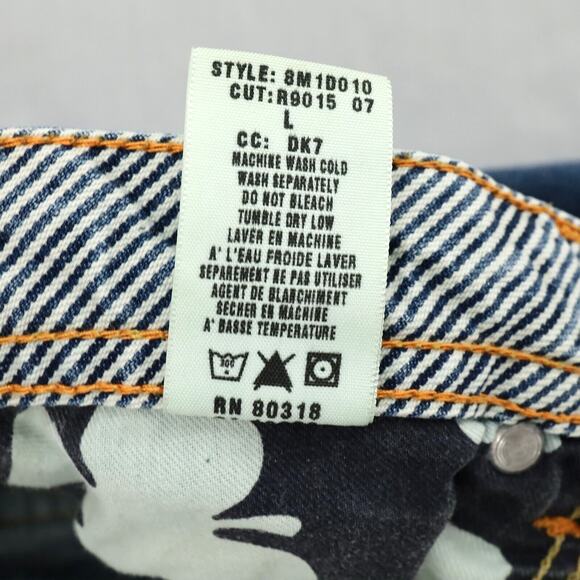 STYLE: 8M1D010
CUT:R9015 07
L
CC: DK7
MACHINE WASH COLD
WASH SEPARATELY
DO NOT BLEACH
TUMBLE DRY LOW
LAVER EN MACHINE
A' L'EAU FROIDE LAVER
SEPAREMENT NE PAS UTILISER
AGENT DE BLANCHIMENT
SECHER EN MACHINE
A' BASSE TEMPERATURE
30C
RN 80318